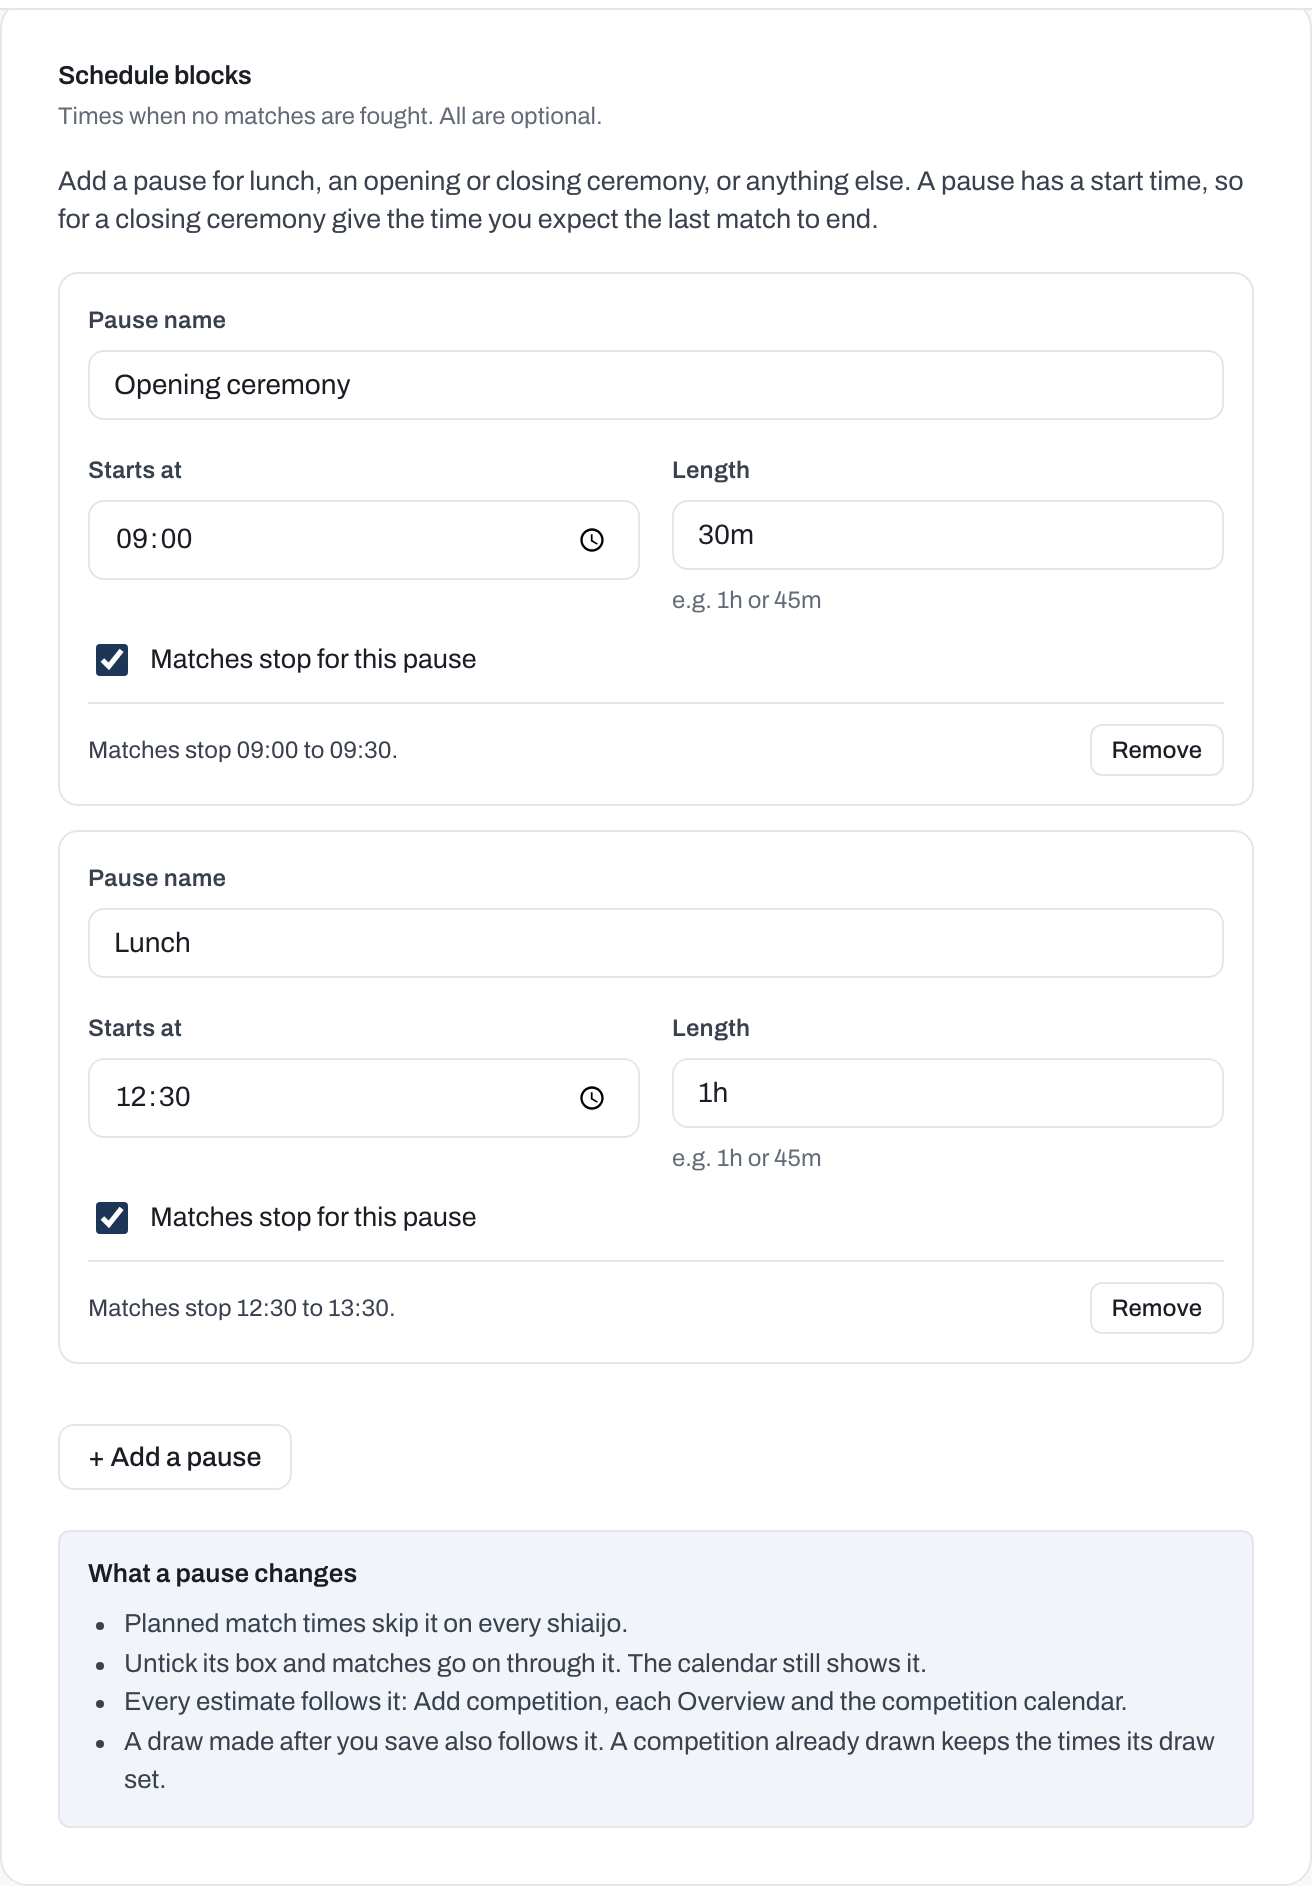 Schedule blocks
Times when no matches are fought. All are optional.
Add a pause for lunch, an opening or closing ceremony, or anything else. A pause has a start time, so
for a closing ceremony give the time you expect the last match to end.
Pause name
Opening ceremony
Starts at
Length
09:00
30m
e.g. 1h or 45m
Matches stop for this pause
Matches stop 09:00 to 09:30.
Remove
Pause name
Lunch
Starts at
Length
12:30
1h
e.g. 1h or 45m
Matches stop for this pause
Matches stop 12:30 to 13:30.
Remove
+ Add a pause
What a pause changes
• Planned match times skip it on every shiaijo.
• Untick its box and matches go on through it. The calendar still shows it.
• Every estimate follows it: Add competition, each Overview and the competition calendar.
• A draw made after you save also follows it. A competition already drawn keeps the times its draw
set.